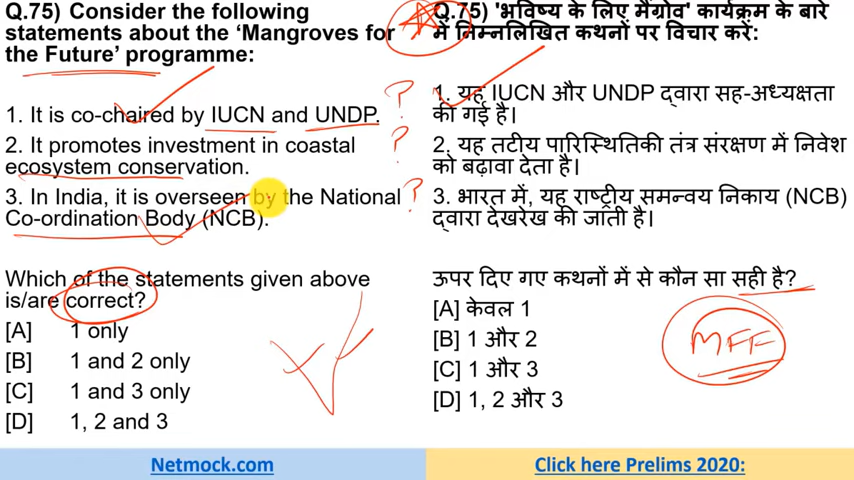 Q.75) Consider the following
statements about the ‘Mangroves for
the Future’ programme:
1. It is co-chaired by IUCN and UNDP.
2. It promotes investment in coastal
ecosystem conservation.
3. In India, it is overseen by the National
Co-ordination Body (NCB).
Which of the statements given above
is/are correct?
[A] 1 only
[B] 1 and 2 only
[C] 1 and 3 only
[D] 1, 2 and 3
Q.75) 'भविष्य के लिए मैंग्रोव' कार्यक्रम के बारे
में निम्नलिखित कथनों पर विचार करें:
1. यह IUCN और UNDP द्वारा सह-अध्यक्षता
की गई है।
2. यह तटीय पारिस्थितिकी तंत्र संरक्षण में निवेश
को बढ़ावा देता है।
3. भारत में, यह राष्ट्रीय समन्वय निकाय (NCB)
द्वारा देखरेख की जाती है।
ऊपर दिए गए कथनों में से कौन सा सही है?
[A] केवल 1
[B] 1 और 2
[C] 1 और 3
[D] 1, 2 और 3
MFF
? 
?
?
Netmock.com
Click here Prelims 2020: